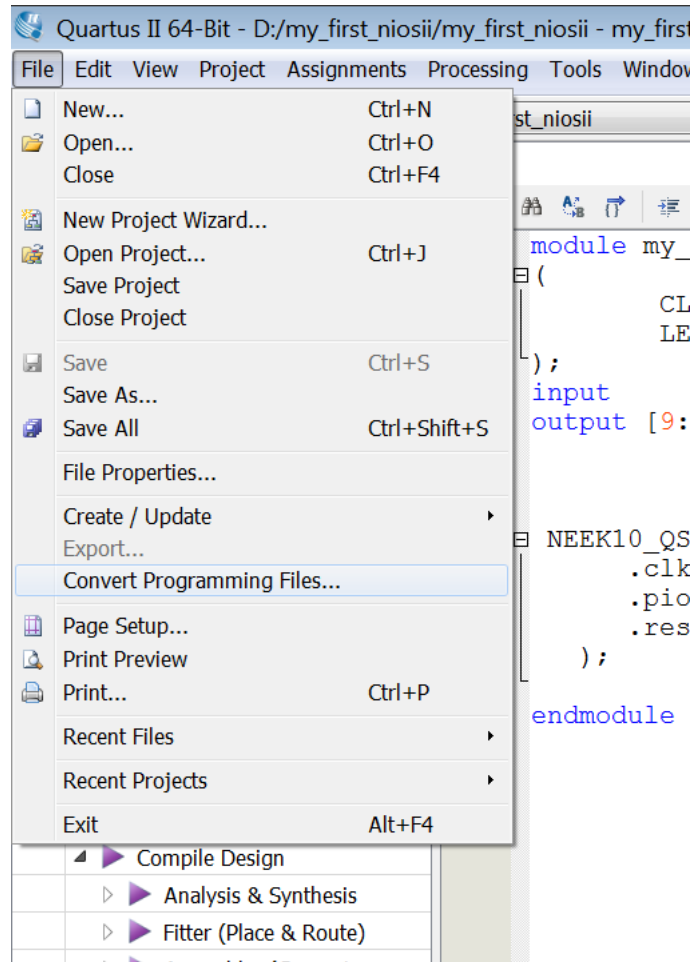 Quartus II 64-Bit - D:/my_first_niosii/my_first_niosii - my_first
File Edit View Project Assignments Processing Tools Window
New... Ctrl+N
st_niosii
Open... Ctrl+O
Close Ctrl+F4
New Project Wizard...
Open Project... Ctrl+J
Save Project
Close Project
Save Ctrl+S
Save As...
Save All Ctrl+Shift+S
File Properties...
Create / Update
Export...
Convert Programming Files...
Page Setup...
Print Preview
Print... Ctrl+P
Recent Files
Recent Projects
Exit Alt+F4
module my_
(
CL
LE
);
input
output [9:
NEEK10_QS
.clk
.pio
.res
);
endmodule
Compile Design
Analysis & Synthesis
Fitter (Place & Route)